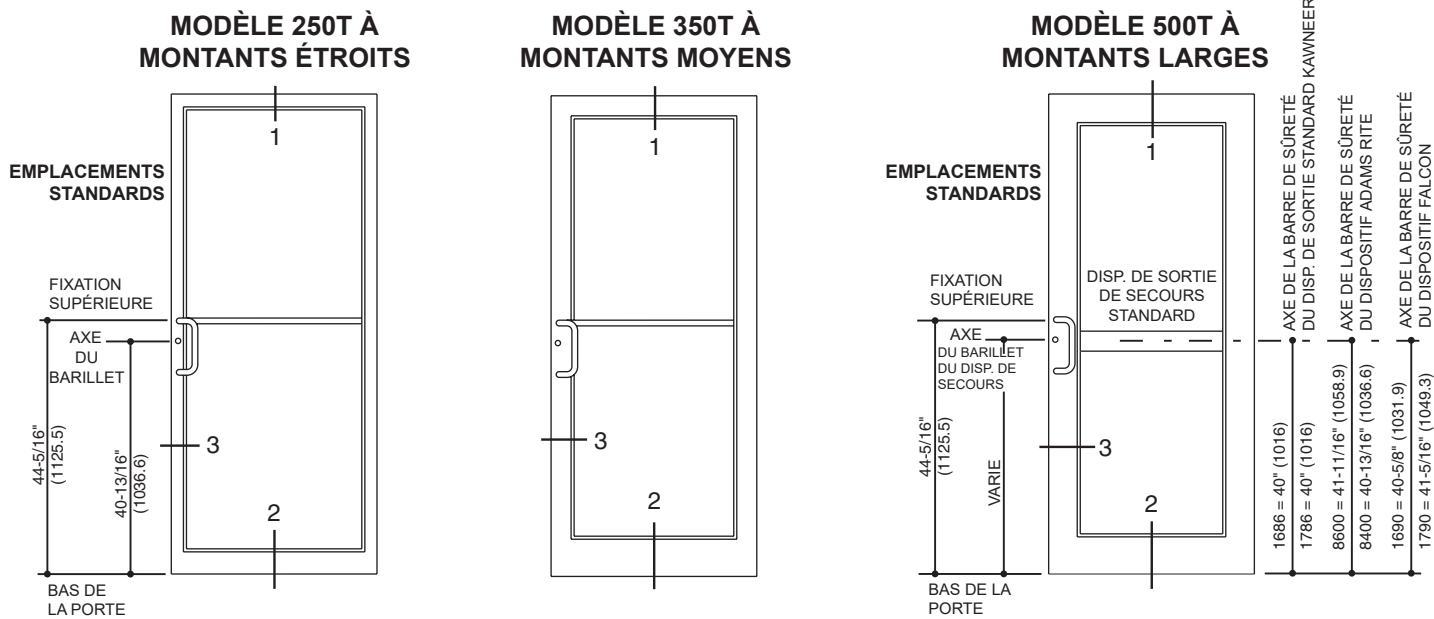 MODÈLE 250T À
MONTANTS ÉTROITS
EMPLACEMENTS
STANDARDS
1
FIXATION
SUPÉRIEURE
AXE
DU
BARILLET
44-5/16"
(1125.5)
40-13/16"
(1036.6)
3
2
BAS DE
LA PORTE
MODÈLE 350T À
MONTANTS MOYENS
1
3
2
MODÈLE 500T À
MONTANTS LARGES
EMPLACEMENTS
STANDARDS
1
FIXATION
SUPÉRIEURE
DISP. DE SORTIE
DE SECOURS
STANDARD
AXE
DU BARILLET
DU DISP. DE
SECOURS
44-5/16"
(1125.5)
VARIE
3
2
BAS DE LA
PORTE
AXE DE LA BARRE DE SÛRETÉ
DU DISP. DE SORTIE STANDARD KAWNEER
1686 = 40" (1016)
1786 = 40" (1016)
AXE DE LA BARRE DE SÛRETÉ
DU DISPOSITIF ADAMS RITE
8600 = 41-11/16" (1058.9)
8400 = 40-13/16" (1036.6)
AXE DE LA BARRE DE SÛRETÉ
DU DISPOSITIF FALCON
1690 = 40-5/8" (1031.9)
1790 = 41-5/16" (1049.3)